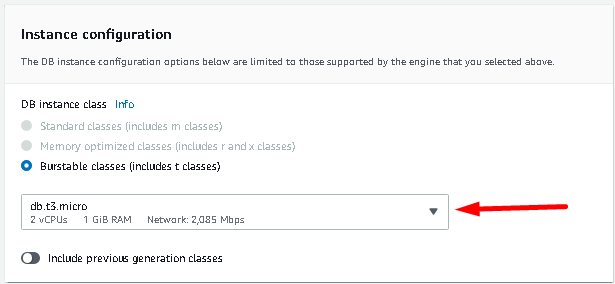 Instance configuration
The DB instance configuration options below are limited to those supported by the engine that you selected above.
DB instance class Info
Standard classes (includes m classes)
Memory optimized classes (includes r and x classes)
Burstable classes (includes t classes)
db.t3.micro
2 vCPUs 1 GiB RAM Network: 2,085 Mbps
Include previous generation classes